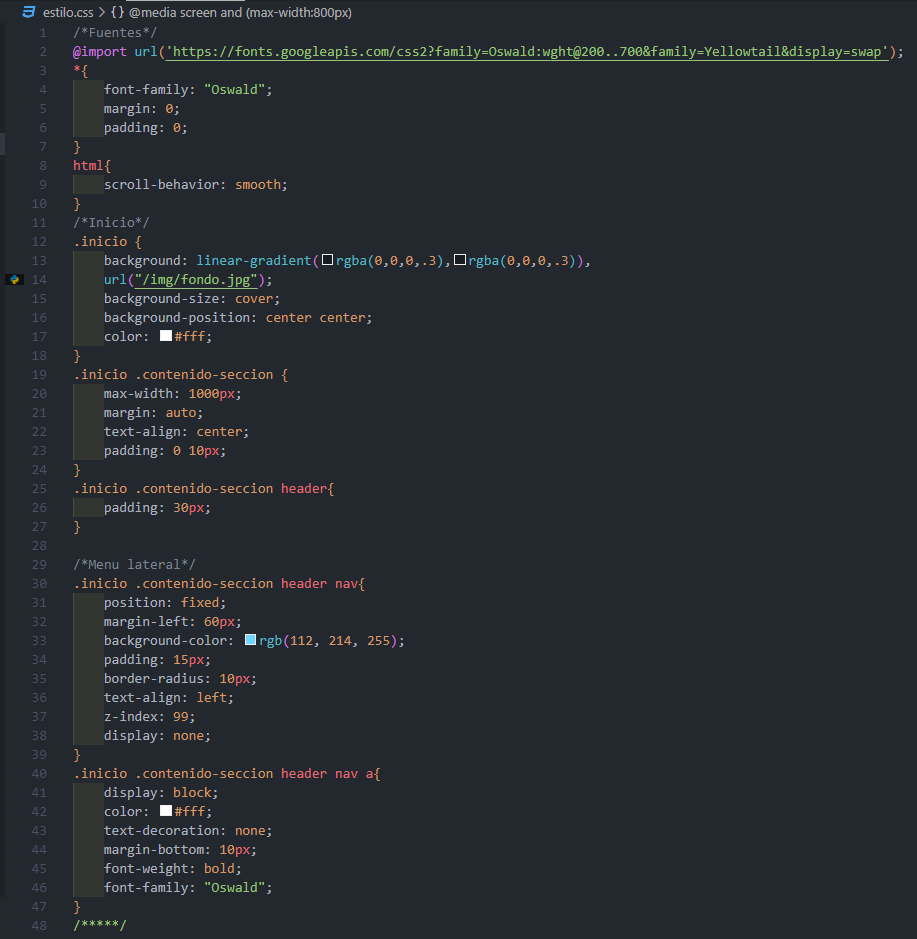 estilo.css > {} @media screen and (max-width:800px)
1 /*Fuentes*/
2 @import url('https://fonts.googleapis.com/css2?family=Oswald:wght@200..700&family=Yellowtail&display=swap');
3 *{
4 font-family: "Oswald";
5 margin: 0;
6 padding: 0;
7 }
8 html{
9 scroll-behavior: smooth;
10 }
11 /*Inicio*/
12 .inicio {
13 background: linear-gradient(rgba(0,0,0,.3),rgba(0,0,0,.3)),
14 url("/img/fondo.jpg");
15 background-size: cover;
16 background-position: center center;
17 color: #fff;
18 }
19 .inicio .contenido-seccion {
20 max-width: 1000px;
21 margin: auto;
22 text-align: center;
23 padding: 0 10px;
24 }
25 .inicio .contenido-seccion header{
26 padding: 30px;
27 }
28
29 /*Menu lateral*/
30 .inicio .contenido-seccion header nav{
31 position: fixed;
32 margin-left: 60px;
33 background-color: rgb(112, 214, 255);
34 padding: 15px;
35 border-radius: 10px;
36 text-align: left;
37 z-index: 99;
38 display: none;
39 }
40 .inicio .contenido-seccion header nav a{
41 display: block;
42 color: #fff;
43 text-decoration: none;
44 margin-bottom: 10px;
45 font-weight: bold;
46 font-family: "Oswald";
47 }
48 /*****/